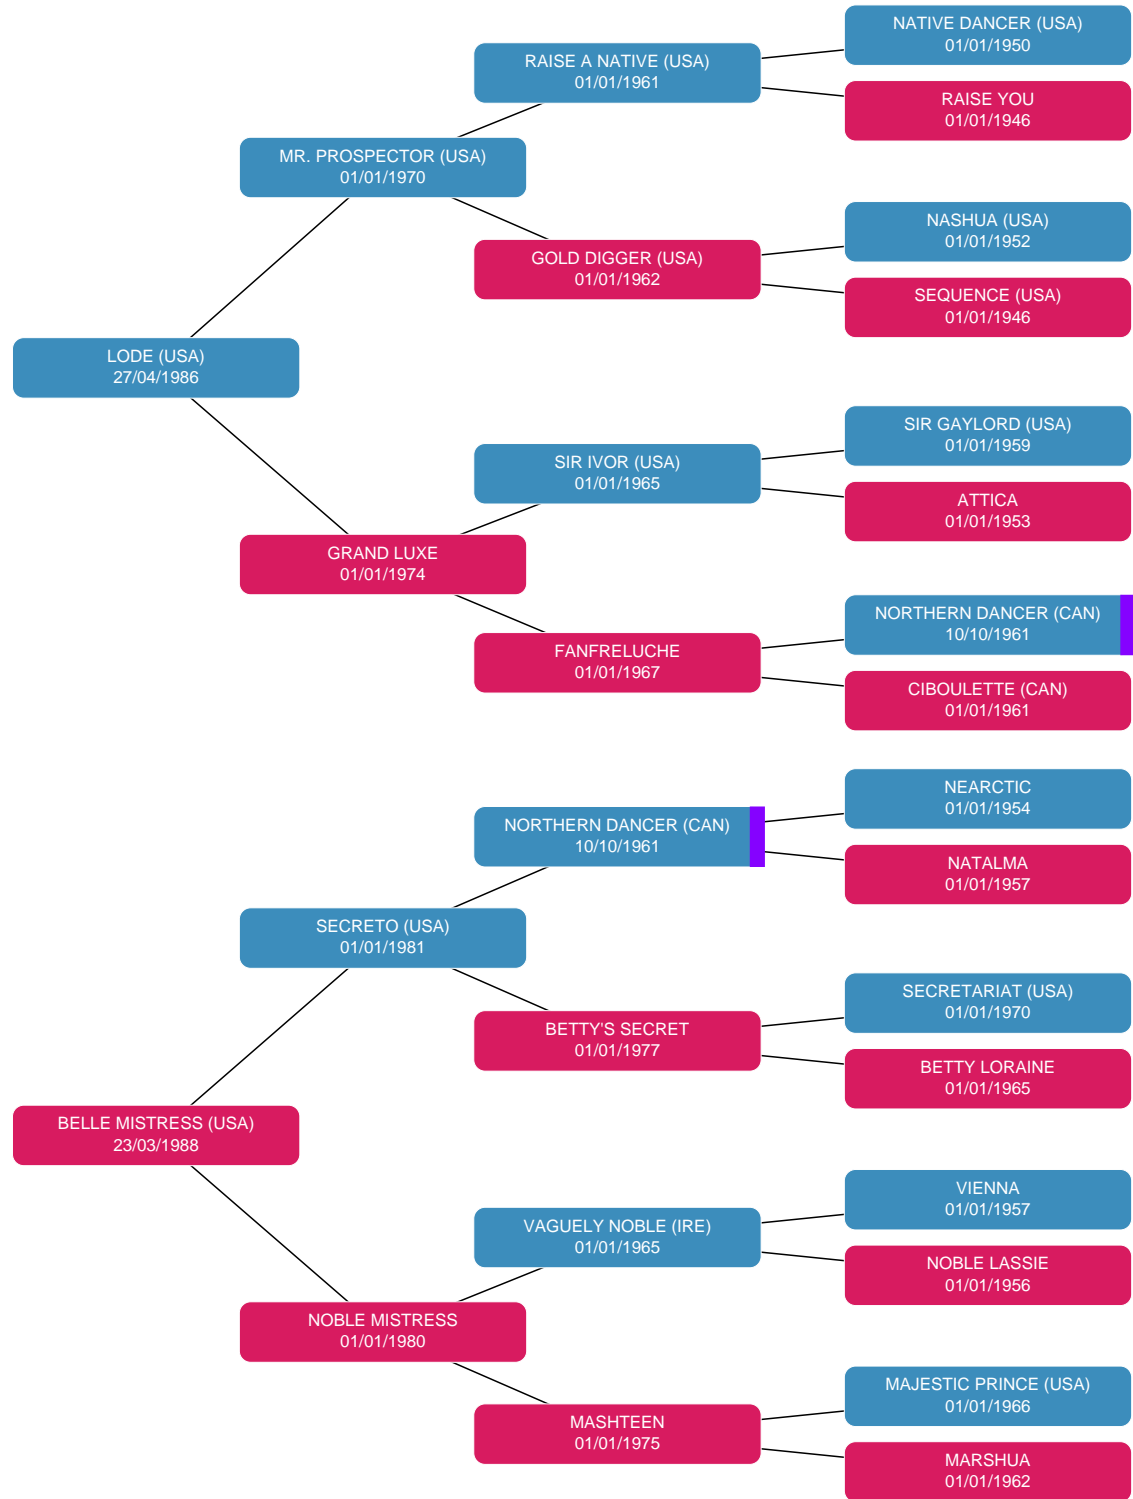 NATIVE DANCER (USA)
01/01/1950
RAISE A NATIVE (USA)
01/01/1961
RAISE YOU
01/01/1946
MR. PROSPECTOR (USA)
01/01/1970
NASHUA (USA)
01/01/1952
GOLD DIGGER (USA)
01/01/1962
SEQUENCE (USA)
01/01/1946
LODE (USA)
27/04/1986
SIR GAYLORD (USA)
01/01/1959
SIR IVOR (USA)
01/01/1965
ATTICA
01/01/1953
GRAND LUXE
01/01/1974
NORTHERN DANCER (CAN)
10/10/1961
FANFRELUCHE
01/01/1967
CIBOULETTE (CAN)
01/01/1961
NEARCTIC
01/01/1954
NORTHERN DANCER (CAN)
10/10/1961
NATALMA
01/01/1957
SECRETO (USA)
01/01/1981
SECRETARIAT (USA)
01/01/1970
BETTY'S SECRET
01/01/1977
BETTY LORAINE
01/01/1965
BELLE MISTRESS (USA)
23/03/1988
VIENNA
01/01/1957
VAGUELY NOBLE (IRE)
01/01/1965
NOBLE LASSIE
01/01/1956
NOBLE MISTRESS
01/01/1980
MAJESTIC PRINCE (USA)
01/01/1966
MASHTEEN
01/01/1975
MARSHUA
01/01/1962